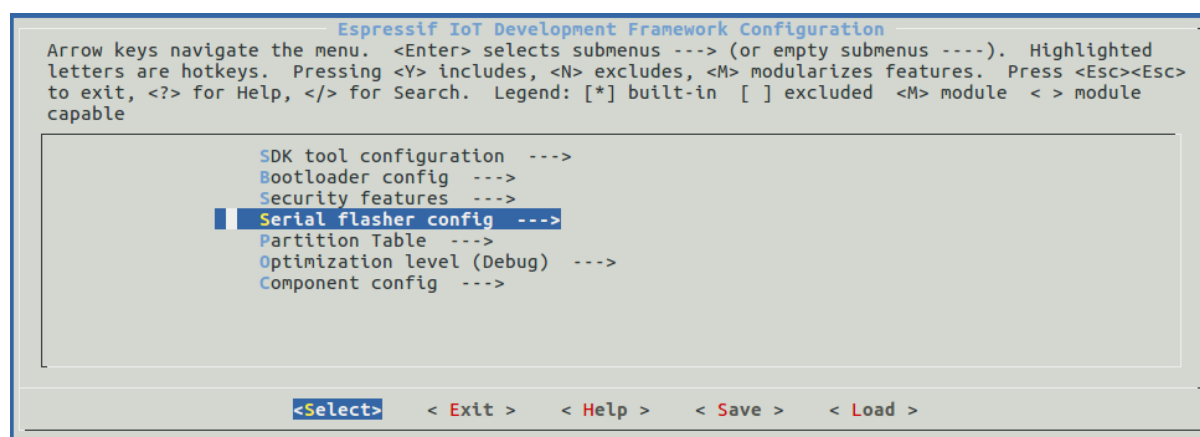 Espressif IoT Development Framework Configuration
Arrow keys navigate the menu.  <Enter> selects submenus ---> (or empty submenus ----).  Highlighted
letters are hotkeys.  Pressing <Y> includes, <N> excludes, <M> modularizes features.  Press <Esc><Esc>
to exit, <?> for Help, </> for Search.  Legend: [*] built-in  [ ] excluded  <M> module  < > module
capable
SDK tool configuration  --->
Bootloader config  --->
Security features  --->
Serial flasher config  --->
Partition Table  --->
Optimization level (Debug)  --->
Component config  --->
<Select>    < Exit >    < Help >    < Save >    < Load >